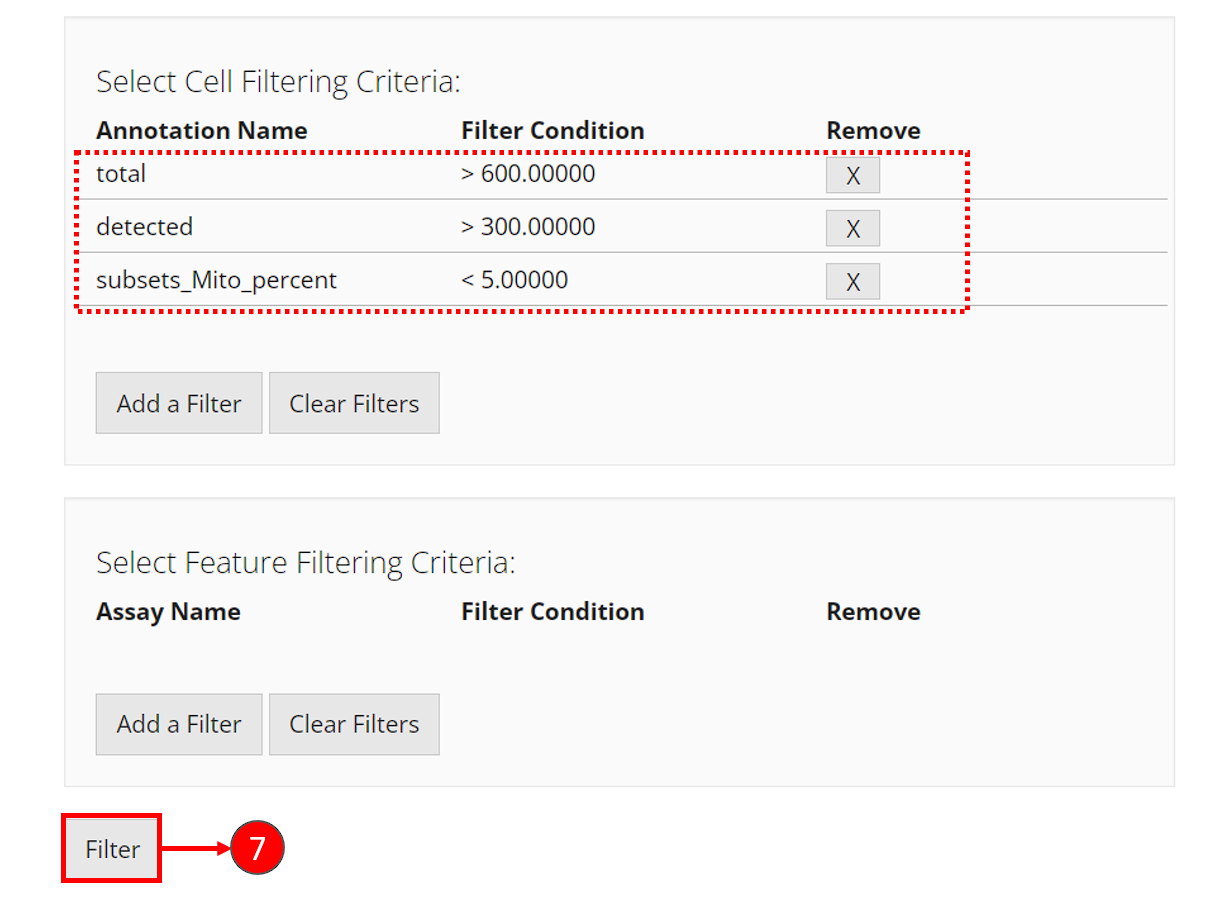 Select Cell Filtering Criteria:
Annotation Name Filter Condition Remove
total > 600.00000 X
detected > 300.00000 X
subsets_Mito_percent < 5.00000 X
Add a Filter Clear Filters
Select Feature Filtering Criteria:
Assay Name Filter Condition Remove
Add a Filter Clear Filters
Filter 7